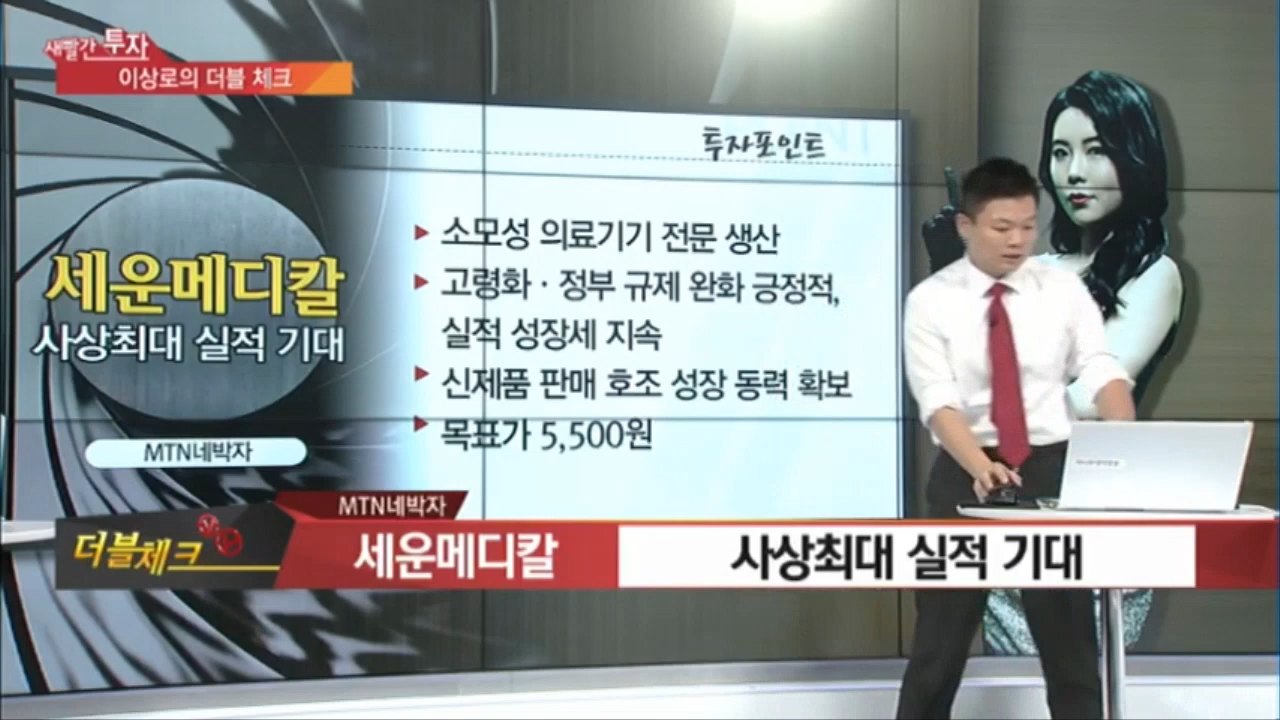 새빨간 투자
이상로의 더블 체크
투자포인트
세운메디칼
사상최대 실적 기대
MTN네박자
소모성 의료기기 전문 생산
고령화 · 정부 규제 완화 긍정적,
실적 성장세 지속
신제품 판매 호조 성장 동력 확보
목표가 5,500원
MTN네박자
더블체크
세운메디칼
사상최대 실적 기대